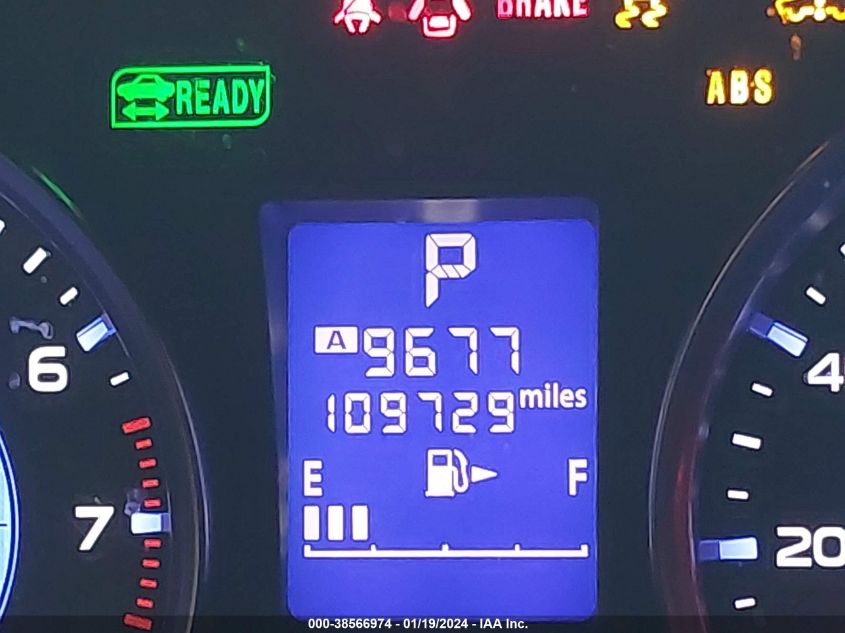 BRAKE
READY
ABS
P
A 9677
109729 miles
E F
6
7
4
20
000-38566974 - 01/19/2024 - IAA Inc.